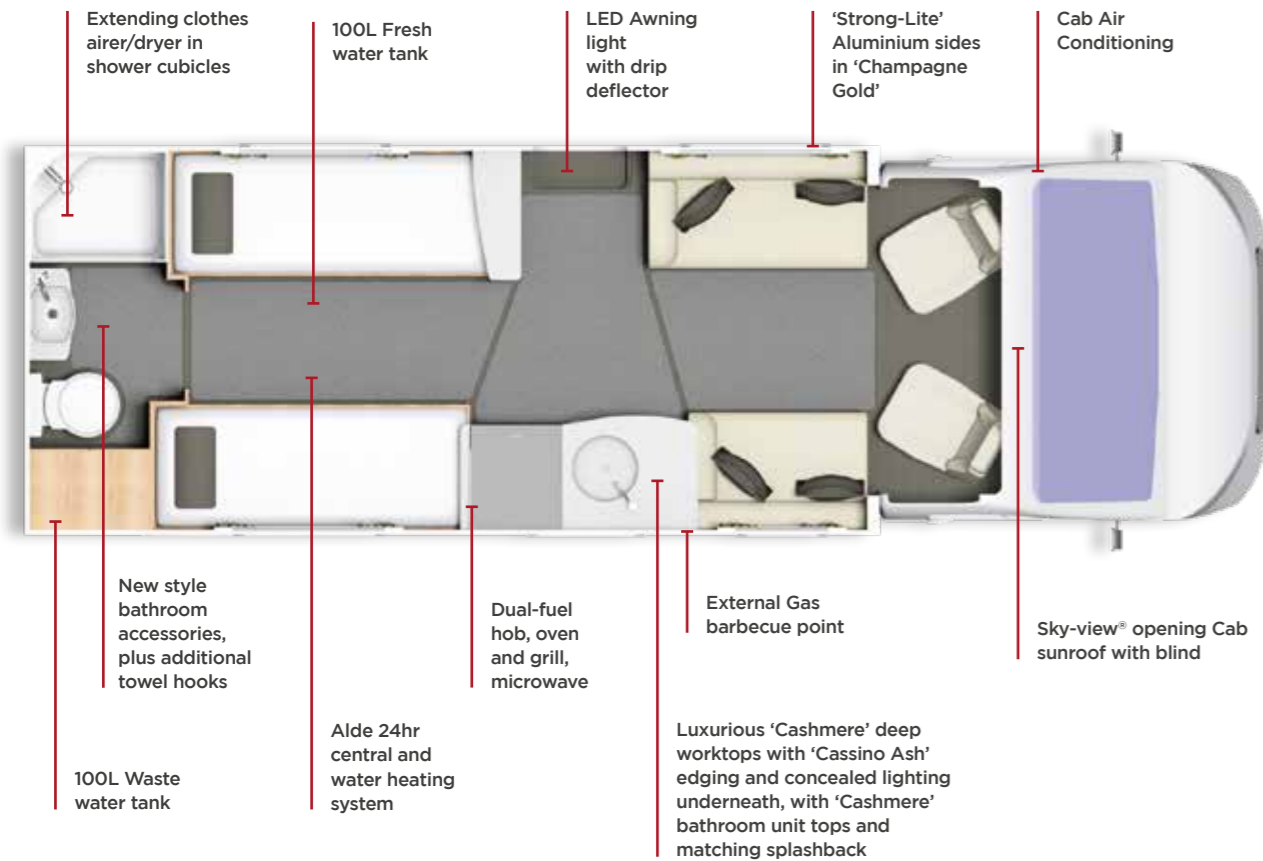 Extending clothes
airer/dryer in
shower cubicles
100L Fresh
water tank
LED Awning
light
with drip
deflector
‘Strong-Lite’
Aluminium sides
in ‘Champagne
Gold’
Cab Air
Conditioning
New style
bathroom
accessories,
plus additional
towel hooks
Dual-fuel
hob, oven
and grill,
microwave
External Gas
barbecue point
Sky-view® opening Cab
sunroof with blind
100L Waste
water tank
Alde 24hr
central and
water heating
system
Luxurious ‘Cashmere’ deep
worktops with ‘Cassino Ash’
edging and concealed lighting
underneath, with ‘Cashmere’
bathroom unit tops and
matching splashback